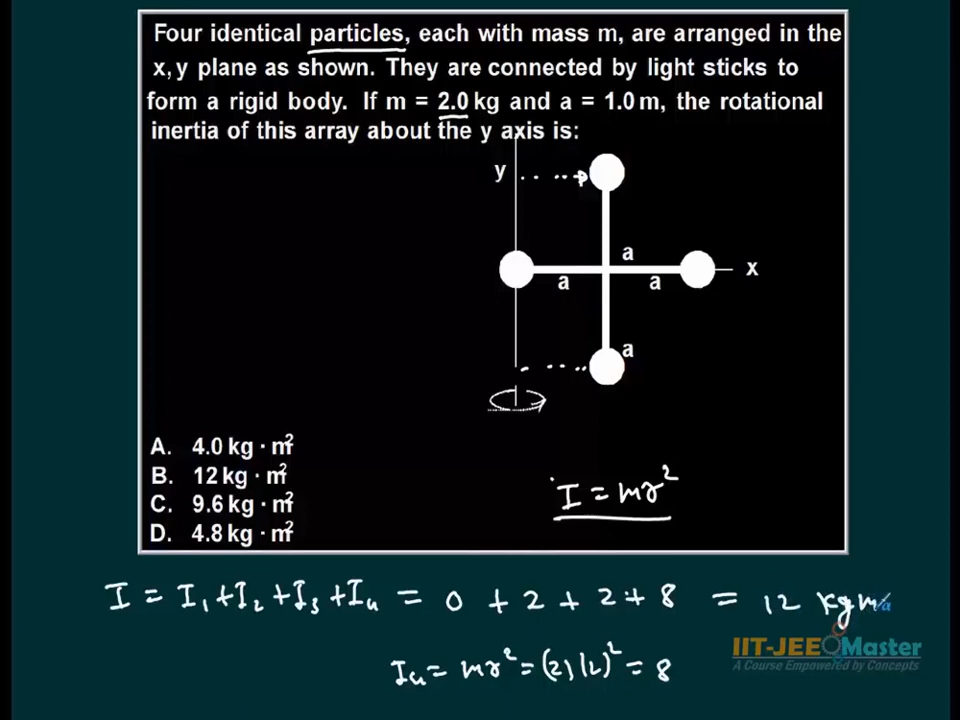 Four identical particles, each with mass m, are arranged in the
x, y plane as shown. They are connected by light sticks to
form a rigid body. If m = 2.0 kg and a = 1.0 m, the rotational
inertia of this array about the y axis is:
y
a
x
a
a
a
A. 4.0 kg · m²
B. 12 kg · m²
C. 9.6 kg · m²
D. 4.8 kg · m²
I = mr²
I = I₁ + I₂ + I₃ + I₄ = 0 + 2 + 2 + 8 = 12 kgm
I₄ = mr² = (2)(2)² = 8
IIT-JEE Master
A Course Empowered by Concepts